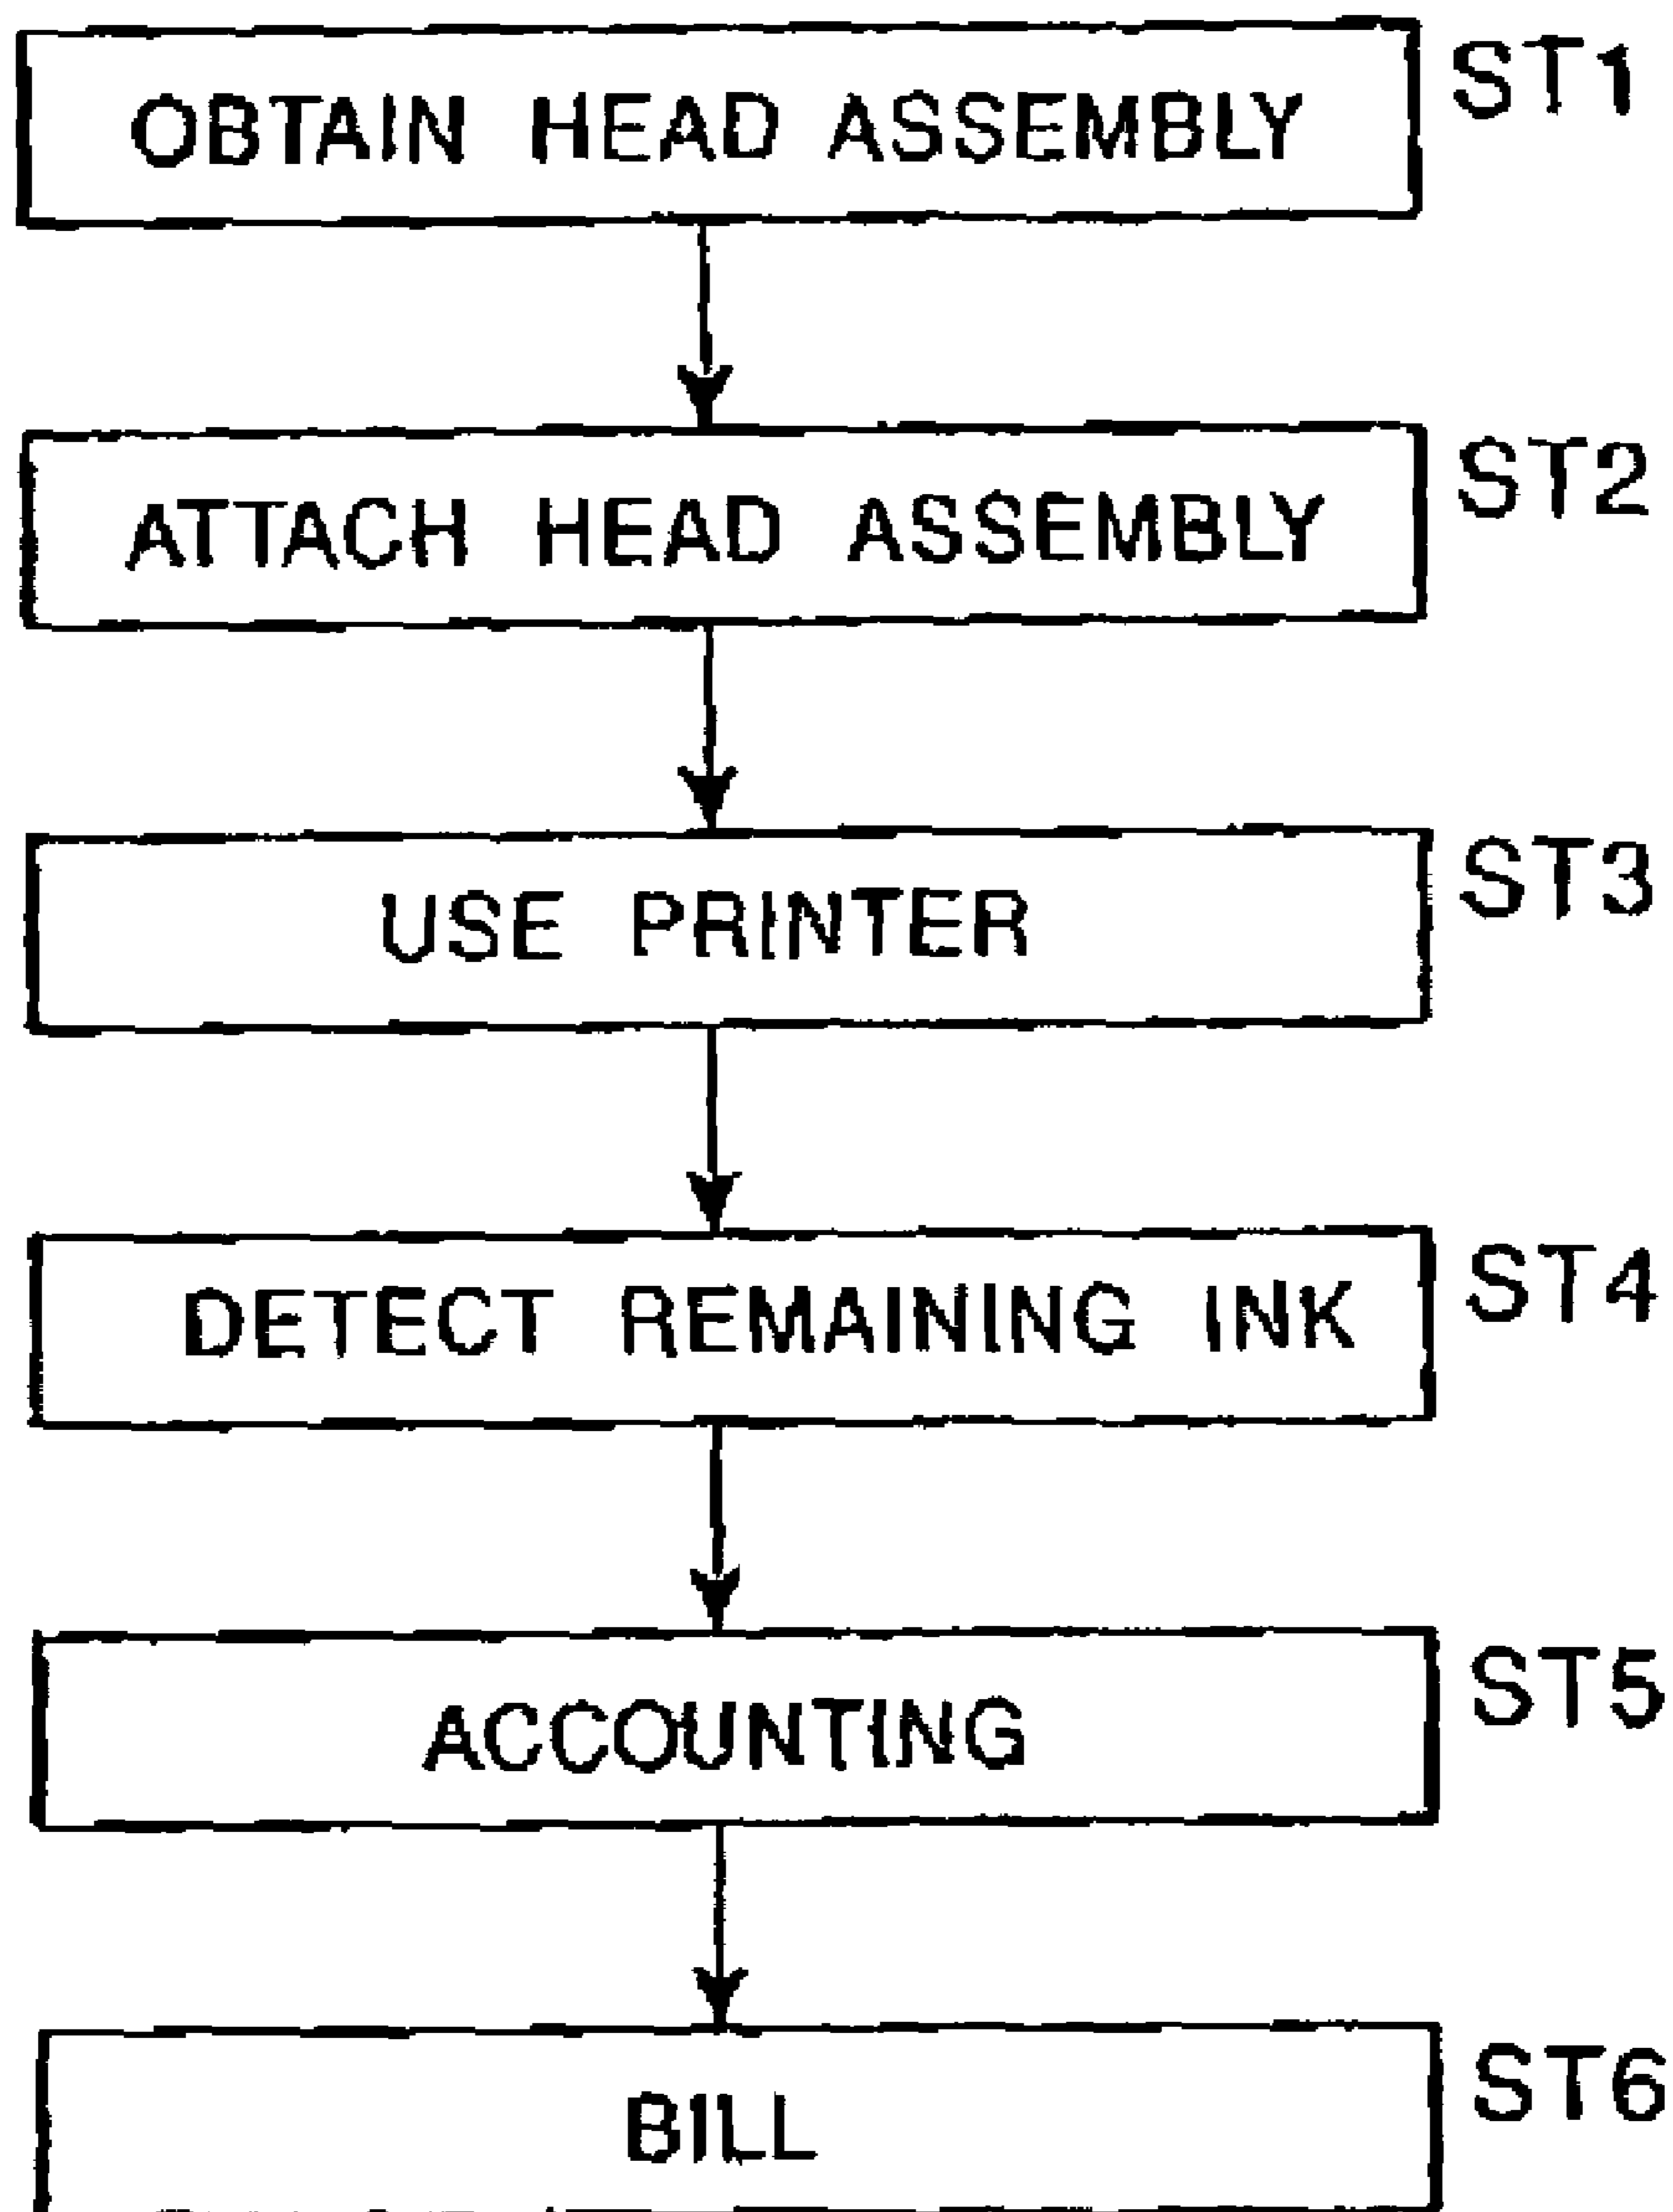 OBTAIN HEAD ASSEMBLY ST1
ATTACH HEAD ASSEMBLY ST2
USE PRINTER ST3
DETECT REMAINING INK ST4
ACCOUNTING ST5
BILL ST6